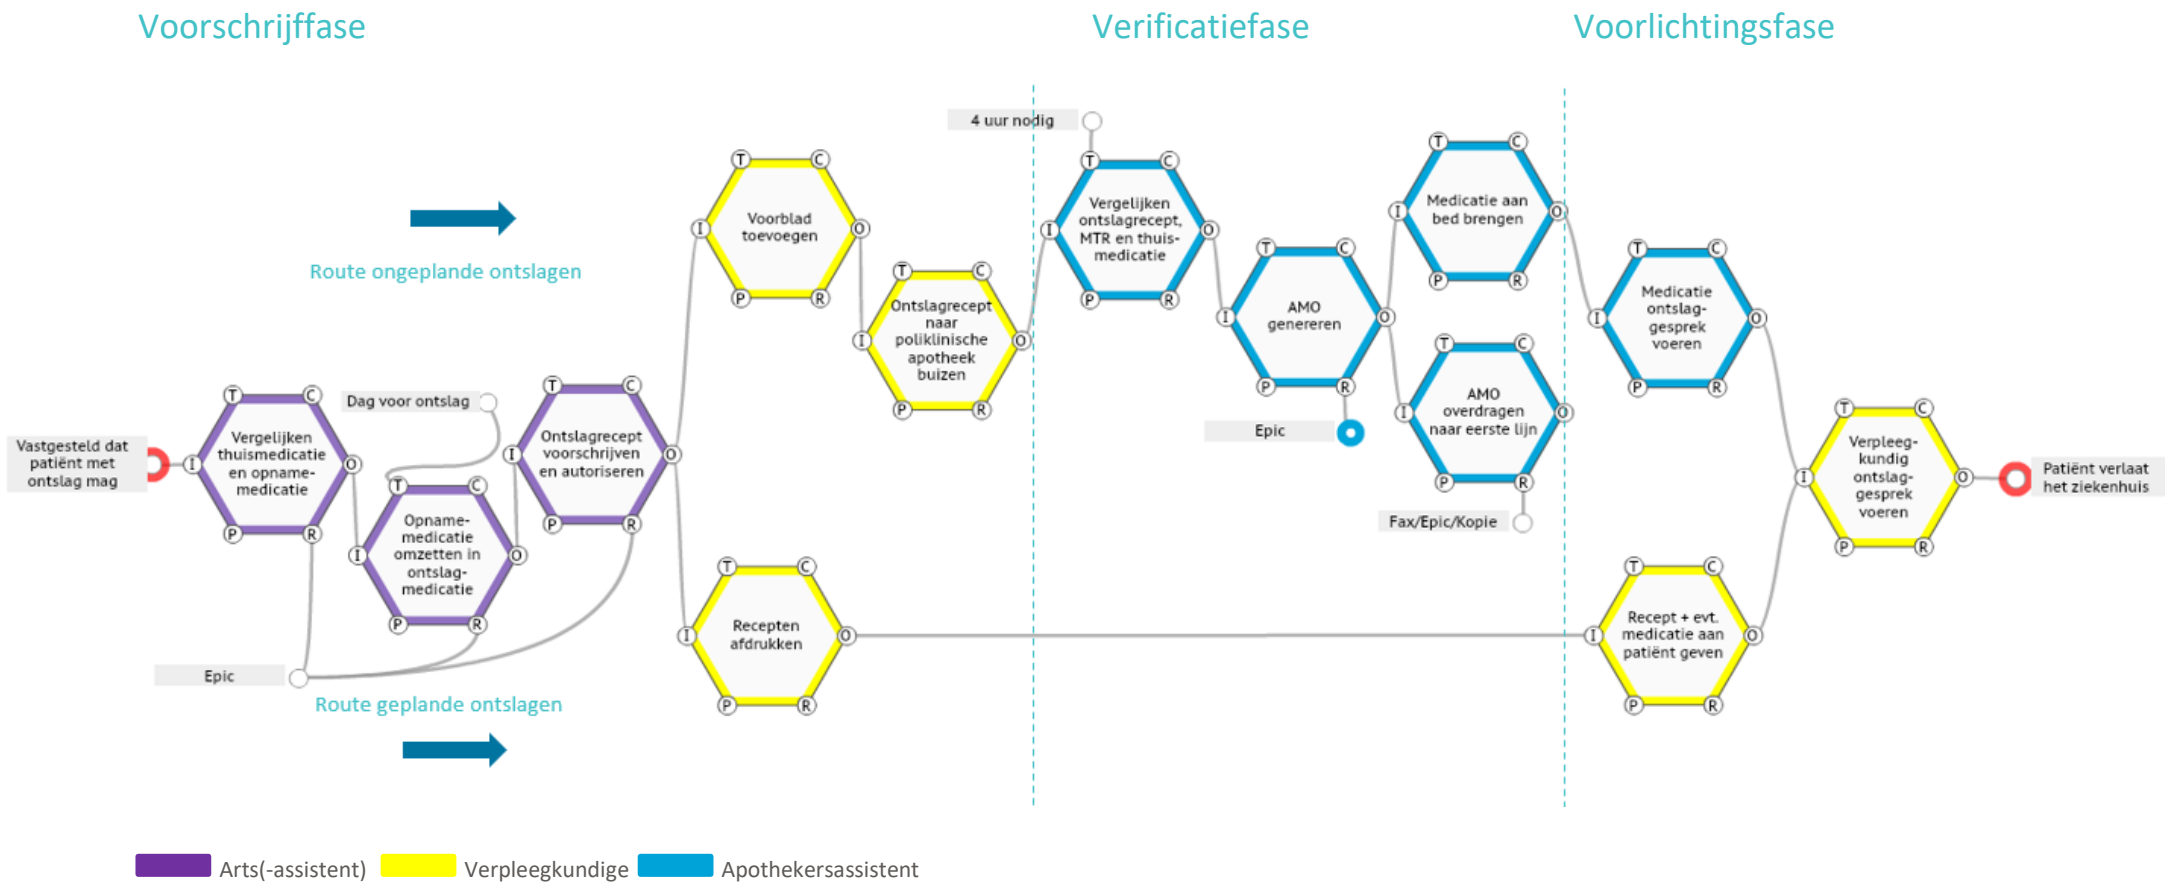 Voorschrijffase
Verificatiefase
Voorlichtingsfase
Route ongeplande ontslagen
Route geplande ontslagen
Vastgesteld dat
patiënt met
ontslag mag
I
T
C
O
P
R
Vergelijken
thuismedicatie
en opname-
medicatie
Dag voor ontslag
I
T
C
O
P
R
Opname-
medicatie
omzetten in
ontslag-
medicatie
Epic
I
T
C
O
P
R
Ontslagrecept
voorschrijven
en autoriseren
I
T
C
O
P
R
Voorblad
toevoegen
I
T
C
O
P
R
Ontslagrecept
naar
poliklinische
apotheek
buizen
I
T
C
O
P
R
Recepten
afdrukken
4 uur nodig
I
T
C
O
P
R
Vergelijken
ontslagrecept,
MTR en thuis-
medicatie
I
T
C
O
P
R
AMO
genereren
Epic
I
T
C
O
P
R
Medicatie aan
bed brengen
I
T
C
O
P
R
AMO
overdragen
naar eerste lijn
Fax/Epic/Kopie
I
T
C
O
P
R
Medicatie
ontslag-
gesprek
voeren
I
T
C
O
P
R
Recept + evt.
medicatie aan
patiënt geven
I
T
C
O
P
R
Verpleeg-
kundig
ontslag-
gesprek
voeren
Patiënt verlaat
het ziekenhuis
Arts(-assistent)
Verpleegkundige
Apothekersassistent